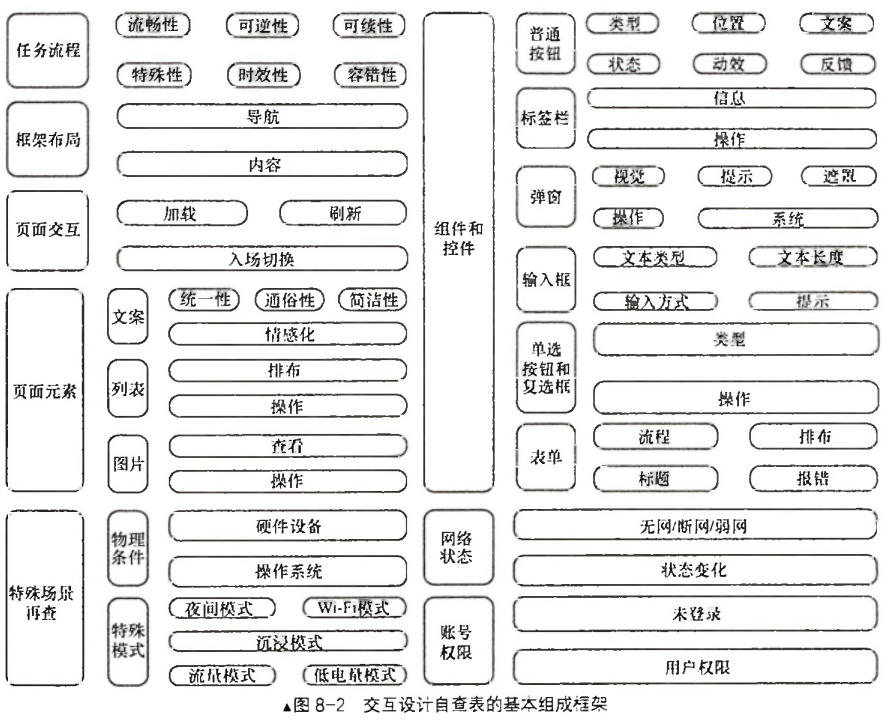 任务流程
流畅性 可逆性 可续性
特殊性 时效性 容错性
框架布局
导航
内容
页面交互
加载 刷新
入场切换
页面元素
文案
统一性 通俗性 简洁性
情感化
列表
排布
操作
图片
查看
操作
组件和
控件
普通
按钮
类型 位置 文案
状态 动效 反馈
标签栏
信息
操作
弹窗
视觉 提示 遮罩
操作 系统
输入框
文本类型 文本长度
输入方式 提示
单选
按钮和
复选框
类型
操作
表单
流程 排布
标题 报错
特殊场景
再查
物理
条件
硬件设备
操作系统
特殊
模式
夜间模式 Wi-Fi模式
沉浸模式
流量模式 低电量模式
网络
状态
无网/断网/弱网
状态变化
账号
权限
未登录
用户权限
▲图 8-2 交互设计自查表的基本组成框架